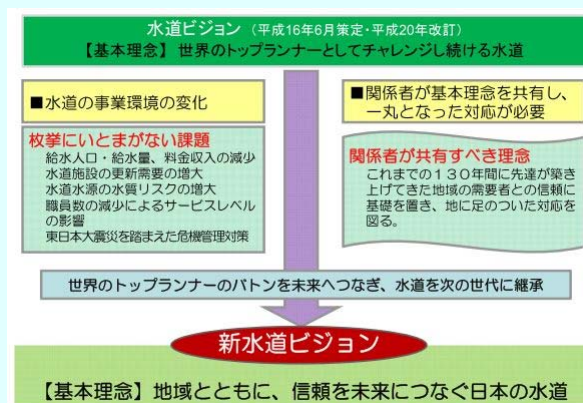 水道ビジョン（平成16年6月策定・平成20年改訂）
【基本理念】世界のトップランナーとしてチャレンジし続ける水道
■水道の事業環境の変化
枚挙にいとまがない課題
給水人口・給水量、料金収入の減少
水道施設の更新需要の増大
水道水源の水質リスクの増大
職員数の減少によるサービスレベル
の影響
東日本大震災を踏まえた危機管理対策
■関係者が基本理念を共有し、
一丸となった対応が必要
関係者が共有すべき理念
これまでの１３０年間に先達が築き
上げてきた地域の需要者との信頼に
基礎を置き、地に足のついた対応を
図る。
世界のトップランナーのバトンを未来へつなぎ、水道を次の世代に継承
新水道ビジョン
【基本理念】地域とともに、信頼を未来につなぐ日本の水道